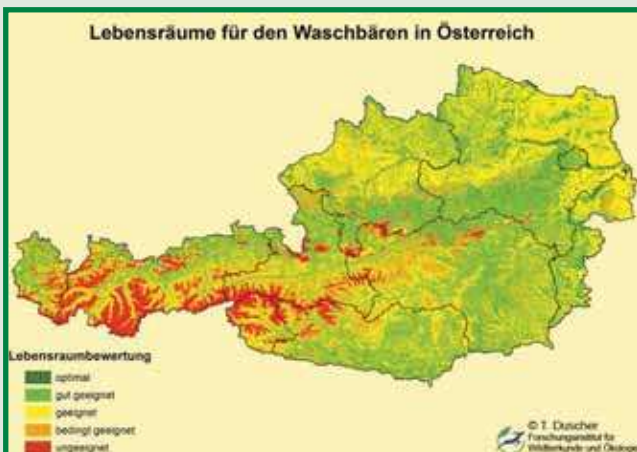 Lebensräume für den Waschbären in Österreich
Lebensraumbewertung
optimal
gut geeignet
geeignet
bedingt geeignet
ungeeignet
© T. Duscher
Forschungsinstitut für
Wildtierkunde und Ökologie